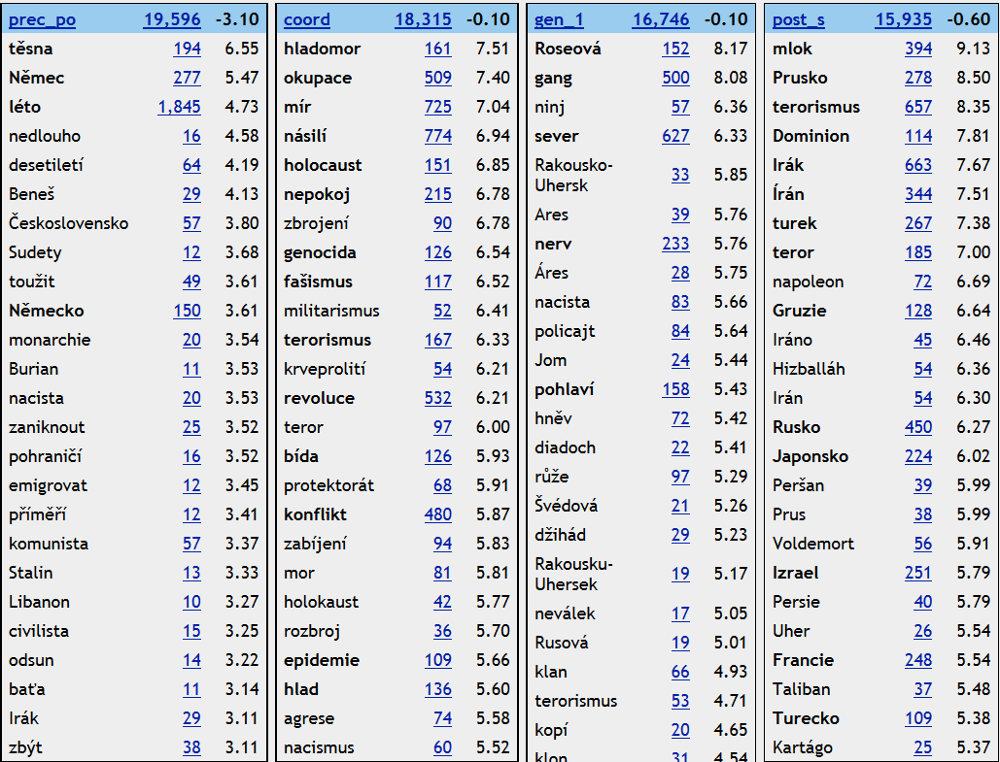 prec_po 19,596 -3.10
těsna 194 6.55
Němec 277 5.47
léto 1,845 4.73
nedlouho 16 4.58
desetiletí 64 4.19
Beneš 29 4.13
Československo 57 3.80
Sudety 12 3.68
toužit 49 3.61
Německo 150 3.61
monarchie 20 3.54
Burian 11 3.53
nacista 20 3.53
zaniknout 25 3.52
pohraničí 16 3.52
emigrovat 12 3.45
příměří 12 3.41
komunista 57 3.37
Stalin 13 3.33
Libanon 10 3.27
civilista 15 3.25
odsun 14 3.22
baťa 11 3.14
Irák 29 3.11
zbýt 38 3.11
coord 18,315 -0.10
hladomor 161 7.51
okupace 509 7.40
mír 725 7.04
násilí 774 6.94
holocaust 151 6.85
nepokoj 215 6.78
zbrojení 90 6.78
genocida 126 6.54
fašismus 117 6.52
militarismus 52 6.41
terorismus 167 6.33
krveprolití 54 6.21
revoluce 532 6.21
teror 97 6.00
bída 126 5.93
protektorát 68 5.91
konflikt 480 5.87
zabíjení 94 5.83
mor 81 5.81
holokaust 42 5.77
rozbroj 36 5.70
epidemie 109 5.66
hlad 136 5.60
agrese 74 5.58
nacismus 60 5.52
gen_1 16,746 -0.10
Roseová 152 8.17
gang 500 8.08
ninj 57 6.36
sever 627 6.33
Rakousko-
Uhersk 33 5.85
Ares 39 5.76
nerv 233 5.76
Áres 28 5.75
nacista 83 5.66
policajt 84 5.64
Jom 24 5.44
pohlaví 158 5.43
hněv 72 5.42
diadoch 22 5.41
růže 97 5.29
Švédová 21 5.26
džihád 29 5.23
Rakousku-
Uhersek 19 5.17
neválek 17 5.05
Rusová 19 5.01
klan 66 4.93
terorismus 53 4.71
kopí 20 4.65
klon 31 4.54
post_s 15,935 -0.60
mlok 394 9.13
Prusko 278 8.50
terorismus 657 8.35
Dominion 114 7.81
Irák 663 7.67
Írán 344 7.51
turek 267 7.38
teror 185 7.00
napoleon 72 6.69
Gruzie 128 6.64
Iráno 45 6.46
Hizballáh 54 6.36
Irán 54 6.30
Rusko 450 6.27
Japonsko 224 6.02
Peršan 39 5.99
Prus 38 5.99
Voldemort 56 5.91
Izrael 251 5.79
Persie 40 5.79
Uher 26 5.54
Francie 248 5.54
Taliban 37 5.48
Turecko 109 5.38
Kartágo 25 5.37